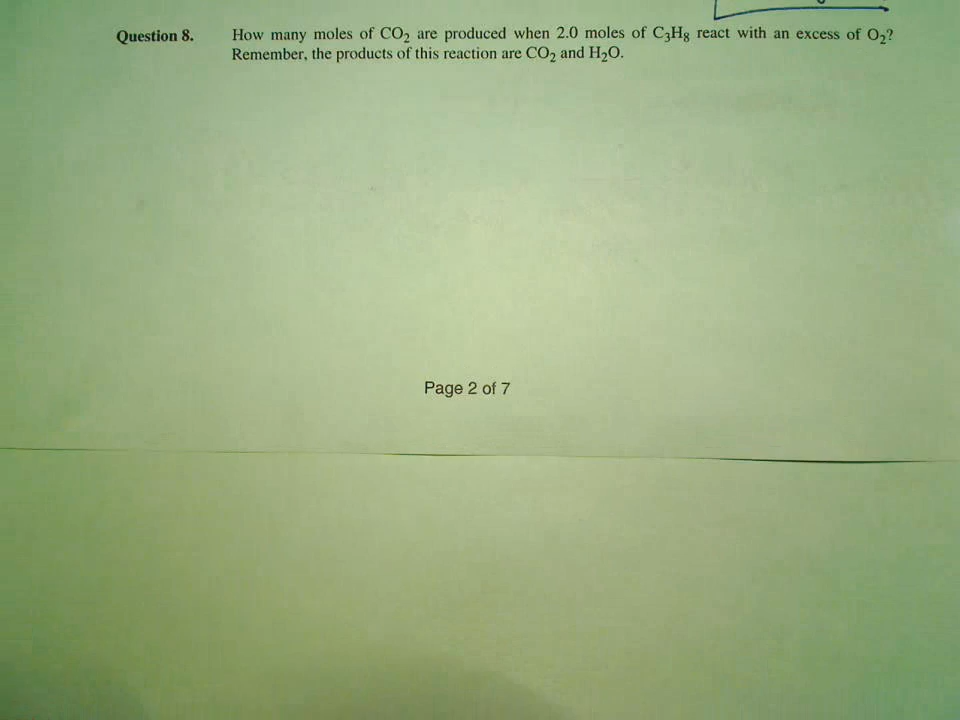 Question 8. How many moles of CO₂ are produced when 2.0 moles of C₃H₈ react with an excess of O₂?
Remember, the products of this reaction are CO₂ and H₂O.
Page 2 of 7